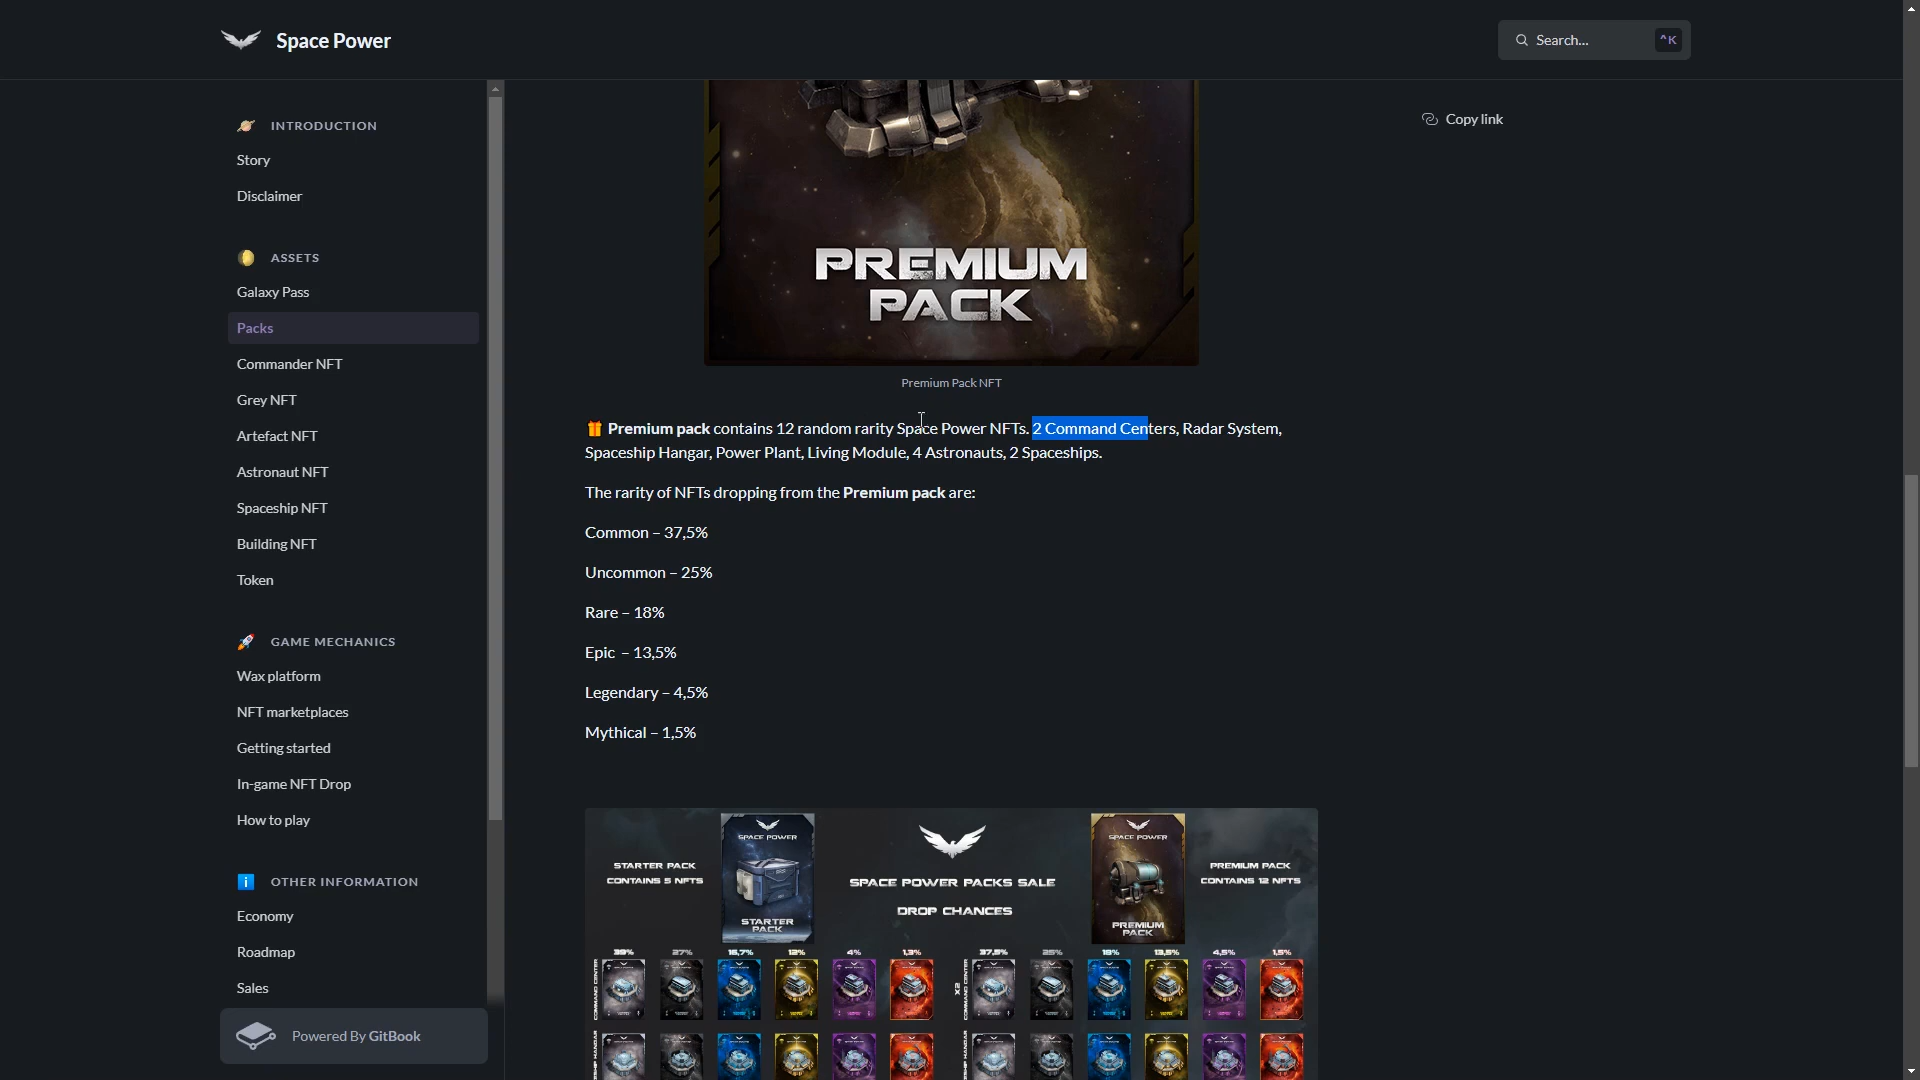 Space Power
Search...
^K
INTRODUCTION
Story
Disclaimer
ASSETS
Galaxy Pass
Packs
Commander NFT
Grey NFT
Artefact NFT
Astronaut NFT
Spaceship NFT
Building NFT
Token
GAME MECHANICS
Wax platform
NFT marketplaces
Getting started
In-game NFT Drop
How to play
OTHER INFORMATION
Economy
Roadmap
Sales
Powered By GitBook
Copy link
PREMIUM
PACK
Premium Pack NFT
Premium pack contains 12 random rarity Space Power NFTs. 2 Command Centers, Radar System,
Spaceship Hangar, Power Plant, Living Module, 4 Astronauts, 2 Spaceships.
The rarity of NFTs dropping from the Premium pack are:
Common – 37,5%
Uncommon – 25%
Rare – 18%
Epic – 13,5%
Legendary – 4,5%
Mythical – 1,5%
STARTER PACK
CONTAINS 5 NFTS
SPACE POWER
STARTER
PACK
SPACE POWER PACKS SALE
DROP CHANCES
SPACE POWER
PREMIUM
PACK
PREMIUM PACK
CONTAINS 12 NFTS
39% 27% 16,7% 12% 4% 1,3% 37,5% 25% 18% 13,5% 4,5% 1,5%
COMMAND CENTER
X2
COMMAND CENTER